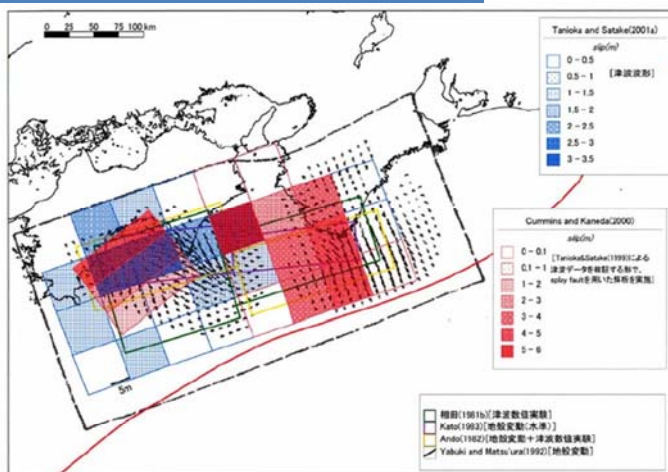 0 25 50 75 100 km
Tanioka and Satake(2001a)
slip(m)
0 - 0.5
0.5 - 1
[津波波形]
1 - 1.5
1.5 - 2
2 - 2.5
2.5 - 3
3 - 3.5
Cummins and Kaneda(2000)
slip(m)
0 - 0.1
0.1 - 1
1 - 2
2 - 3
3 - 4
4 - 5
5 - 6
[Tanioka&Satake(1999)による
津波データを検証する形で、
splay faultを用いた解析を実施]
5m
相田(1981b)[津波数値実験]
Kato(1983)[地殻変動(水準)]
Ando(1982)[地殻変動+津波数値実験]
Yabuki and Matsu'ura(1992)[地殻変動]